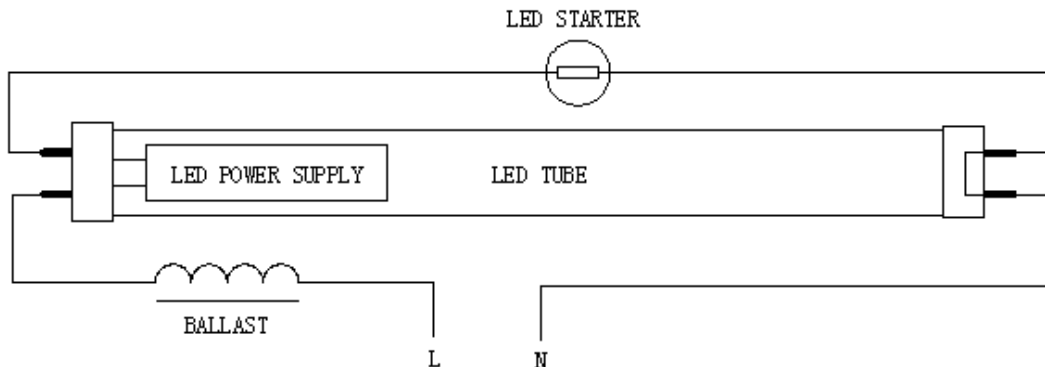 LED STARTER
LED POWER SUPPLY
LED TUBE
BALLAST
L
N